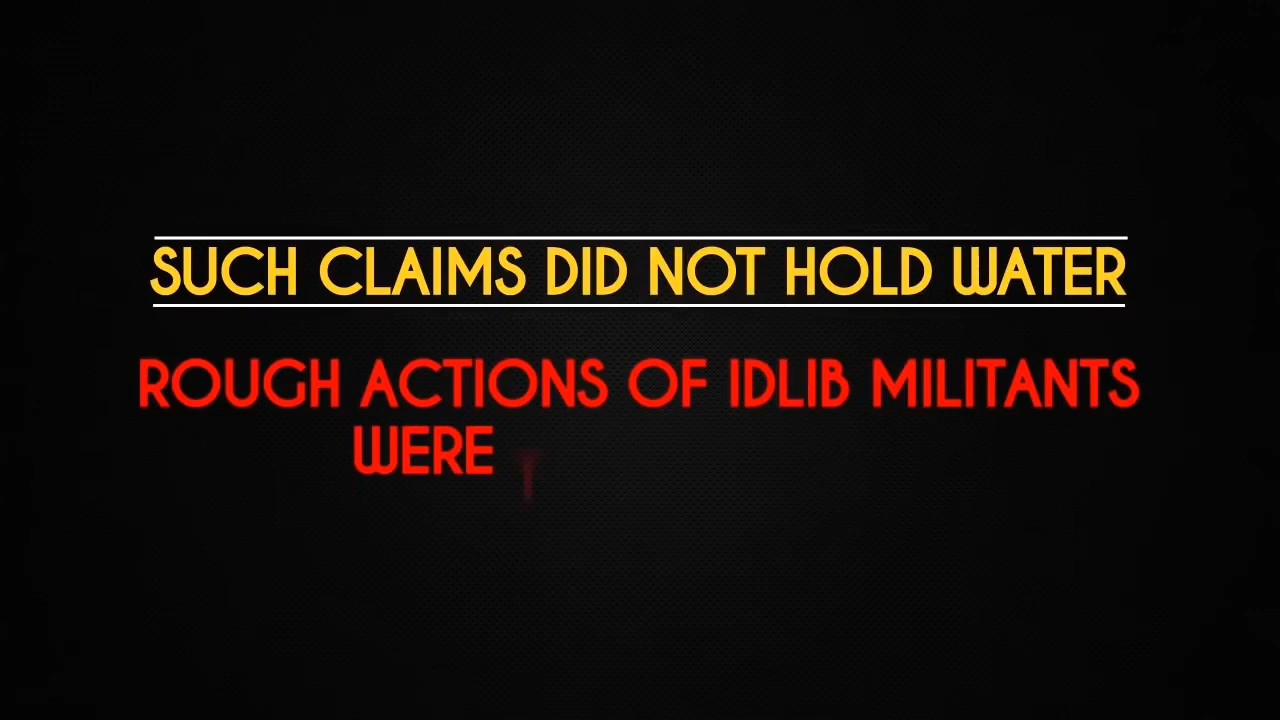 SUCH CLAIMS DID NOT HOLD WATER
ROUGH ACTIONS OF IDLIB MILITANTS
WERE